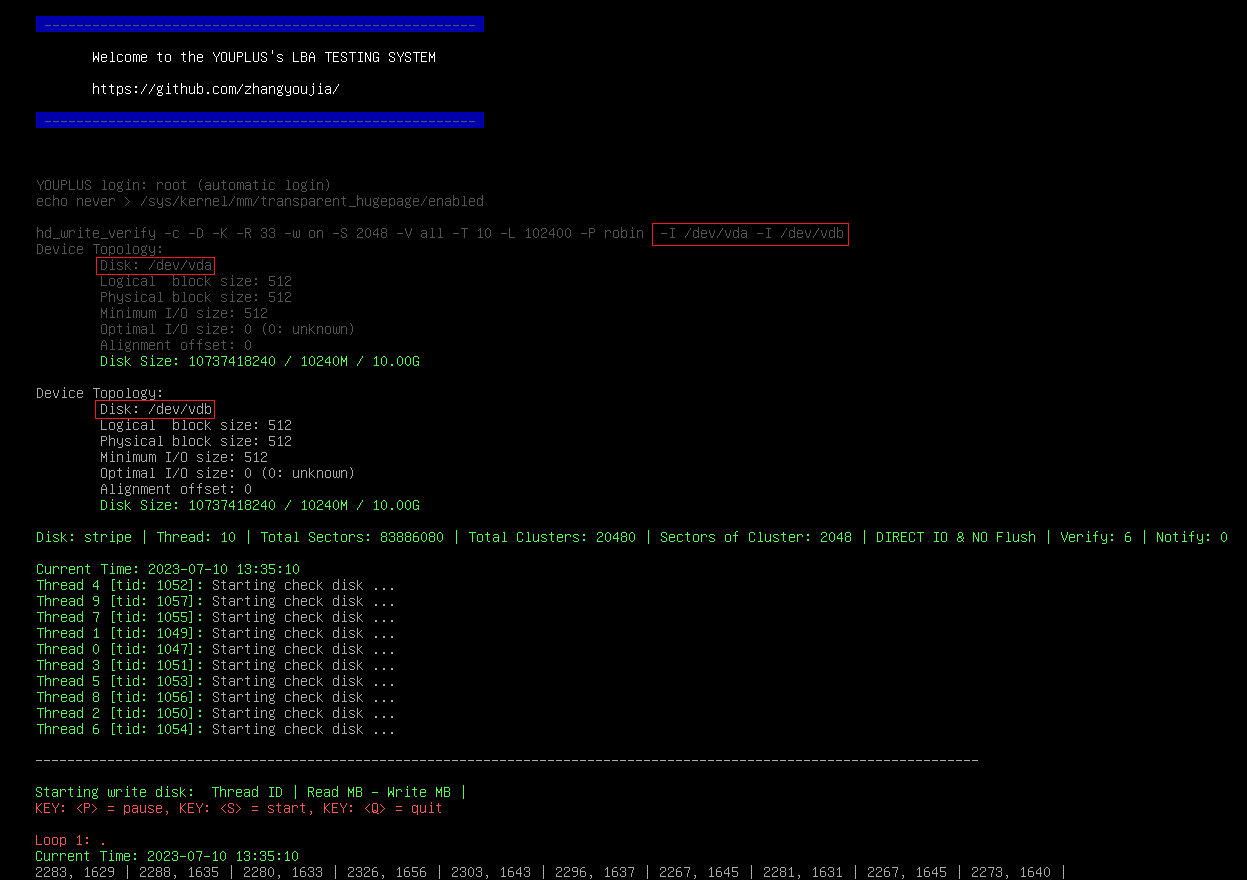 --------------------------------------------------------
Welcome to the YOUPLUS's LBA TESTING SYSTEM
https://github.com/zhangyoujia/
--------------------------------------------------------
YOUPLUS login: root (automatic login)
echo never > /sys/kernel/mm/transparent_hugepage/enabled
hd_write_verify -c -D -K -R 33 -w on -S 2048 -V all -T 10 -L 102400 -P robin -I /dev/vda -I /dev/vdb
Device Topology:
Disk: /dev/vda
Logical  block size: 512
Physical block size: 512
Minimum I/O size: 512
Optimal I/O size: 0 (0: unknown)
Alignment offset: 0
Disk Size: 10737418240 / 10240M / 10.00G
Device Topology:
Disk: /dev/vdb
Logical  block size: 512
Physical block size: 512
Minimum I/O size: 512
Optimal I/O size: 0 (0: unknown)
Alignment offset: 0
Disk Size: 10737418240 / 10240M / 10.00G
Disk: stripe | Thread: 10 | Total Sectors: 83886080 | Total Clusters: 20480 | Sectors of Cluster: 2048 | DIRECT IO & NO Flush | Verify: 6 | Notify: 0
Current Time: 2023-07-10 13:35:10
Thread 4 [tid: 1052]: Starting check disk ...
Thread 9 [tid: 1057]: Starting check disk ...
Thread 7 [tid: 1055]: Starting check disk ...
Thread 1 [tid: 1049]: Starting check disk ...
Thread 0 [tid: 1047]: Starting check disk ...
Thread 3 [tid: 1051]: Starting check disk ...
Thread 5 [tid: 1053]: Starting check disk ...
Thread 8 [tid: 1056]: Starting check disk ...
Thread 2 [tid: 1050]: Starting check disk ...
Thread 6 [tid: 1054]: Starting check disk ...
----------------------------------------------------------------------------------------------------------------------
Starting write disk:  Thread ID | Read MB - Write MB |
KEY: <P> = pause, KEY: <S> = start, KEY: <Q> = quit
Loop 1: .
Current Time: 2023-07-10 13:35:10
2283, 1629 | 2288, 1635 | 2280, 1633 | 2326, 1656 | 2303, 1643 | 2296, 1637 | 2267, 1645 | 2281, 1631 | 2267, 1645 | 2273, 1640 |